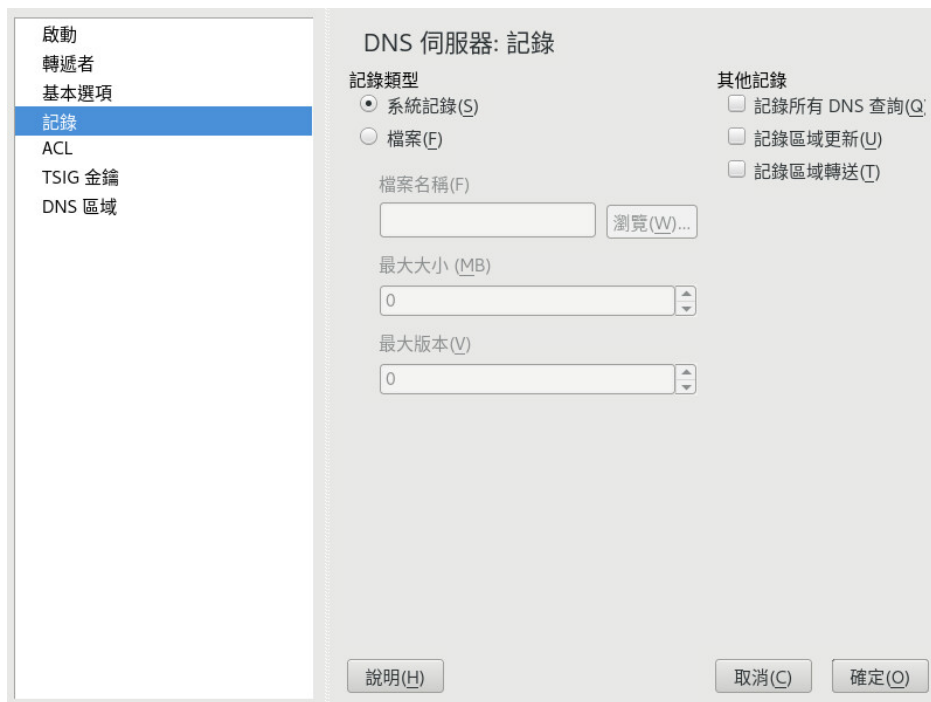 啟動
轉遞者
基本選項
記錄
ACL
TSIG 金鑰
DNS 區域
DNS 伺服器: 記錄
記錄類型
系統記錄(S)
檔案(F)
檔案名稱(F)
瀏覽(W)...
最大大小 (MB)
0
最大版本(V)
0
其他記錄
記錄所有 DNS 查詢(Q
記錄區域更新(U)
記錄區域轉送(T)
說明(H)
取消(C)
確定(O)